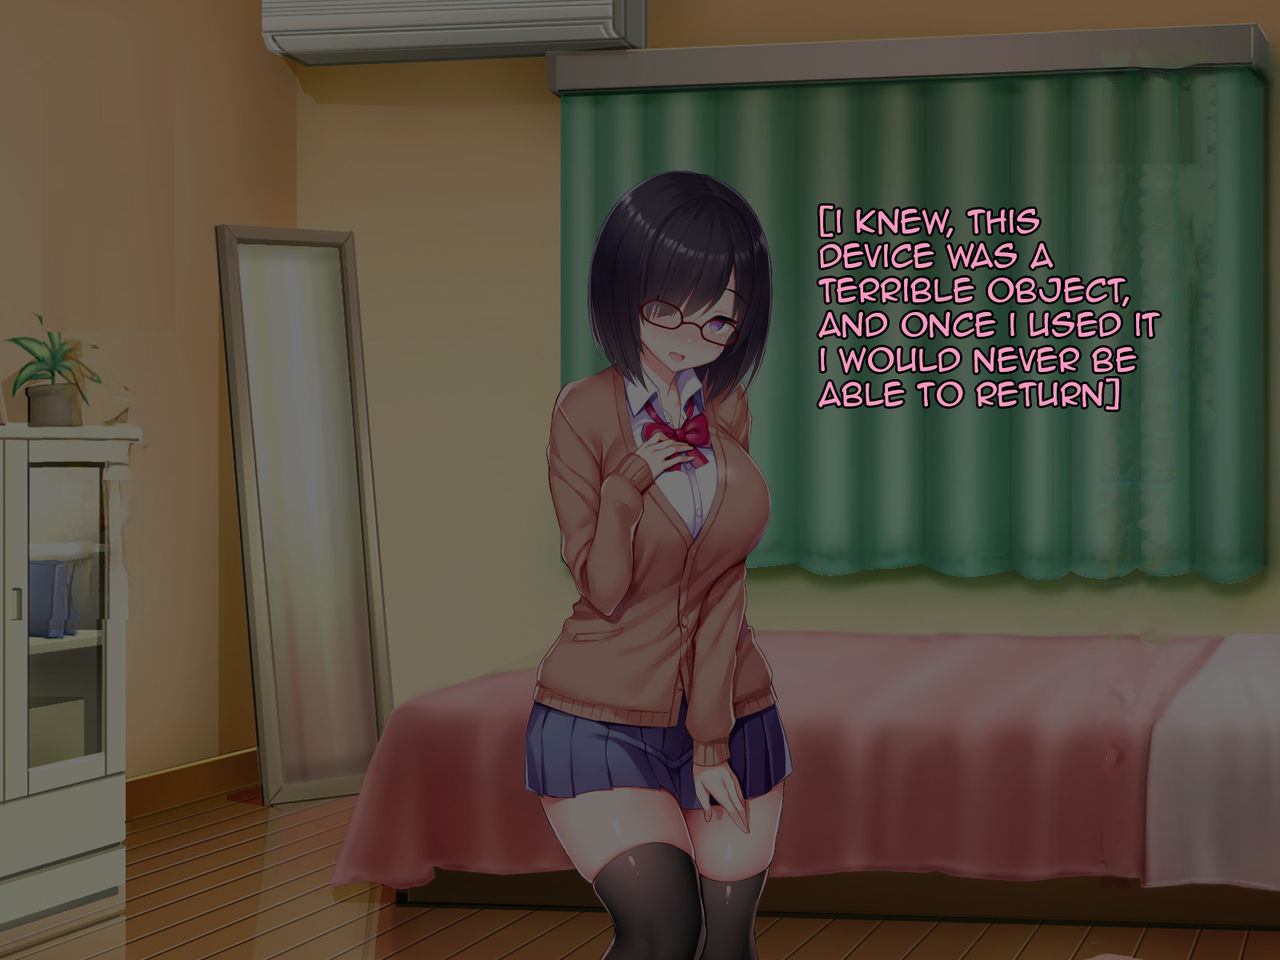 [I KNEW, THIS
DEVICE WAS A
TERRIBLE OBJECT,
AND ONCE I USED IT
I WOULD NEVER BE
ABLE TO RETURN]